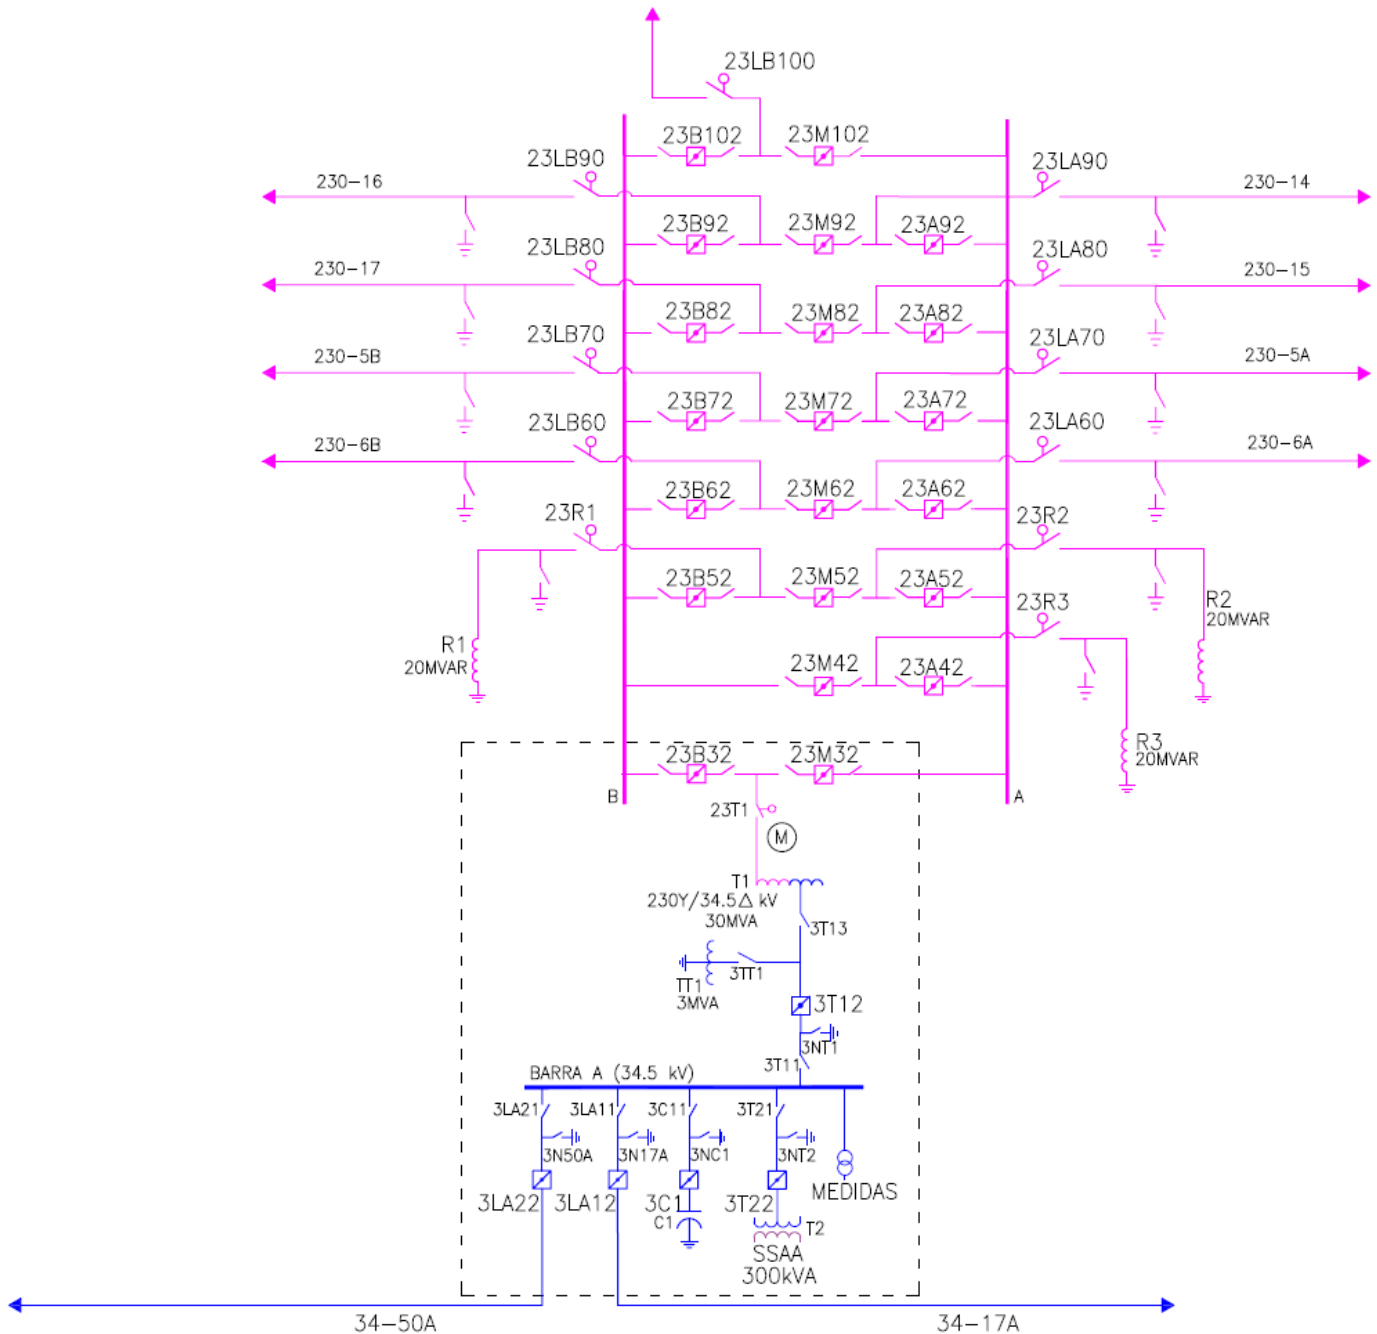 23LB100
23B102 23M102
23LB90 23LA90
230-16 230-14
23B92 23M92 23A92
23LB80 23LA80
230-17 230-15
23B82 23M82 23A82
23LB70 23LA70
230-5B 230-5A
23B72 23M72 23A72
23LB60 23LA60
230-6B 230-6A
23B62 23M62 23A62
23R1 23R2
23B52 23M52 23A52
23R3
R2
20MVAR
R1
20MVAR
23M42 23A42
R3
20MVAR
23B32 23M32
B A
23T1
M
T1
230Y/34.5Δ kV
30MVA
3T13
3TT1
TT1
3MVA
3T12
3NT1
3T11
BARRA A (34.5 kV)
3LA21 3LA11 3C11 3T21
3N50A 3N17A 3NC1 3NT2
MEDIDAS
3LA22 3LA12 3C1 3T22
C1
T2
SSAA
300kVA
34-50A 34-17A